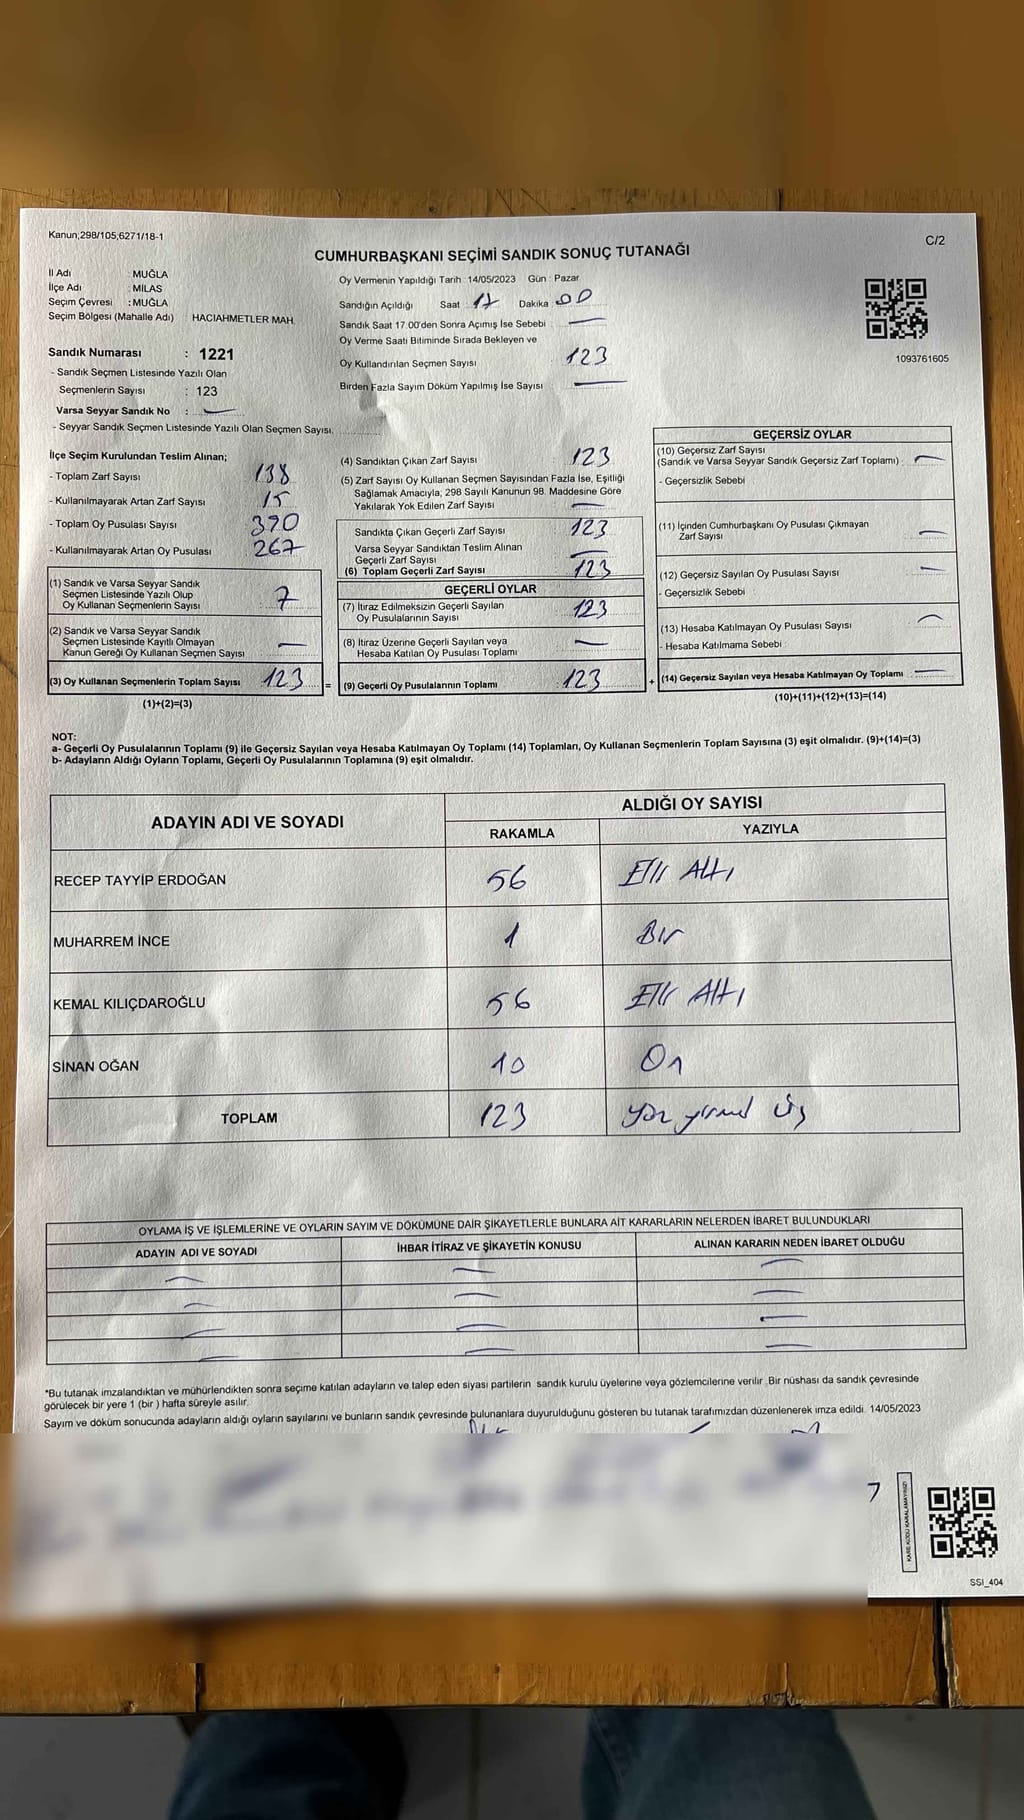 Kanun;298/105;6271/18-1
C/2
CUMHURBAŞKANI SEÇİMİ SANDIK SONUÇ TUTANAĞI
İl Adı : MUĞLA
İlçe Adı : MİLAS
Seçim Çevresi : MUĞLA
Seçim Bölgesi (Mahalle Adı) : HACIAHMETLER MAH.
Sandık Numarası : 1221
- Sandık Seçmen Listesinde Yazılı Olan
Seçmenlerin Sayısı : 123
Varsa Seyyar Sandık No : —
- Seyyar Sandık Seçmen Listesinde Yazılı Olan Seçmen Sayısı:
Oy Vermenin Yapıldığı Tarih : 14/05/2023 Gün : Pazar
Sandığın Açıldığı Saat : 17 Dakika : 00
Sandık Saat 17:00'den Sonra Açımış İse Sebebi : —
Oy Verme Saati Bitiminde Sırada Bekleyen ve
Oy Kullandırılan Seçmen Sayısı : 123
Birden Fazla Sayım Döküm Yapılmış İse Sayısı : —
1093761605
İlçe Seçim Kurulundan Teslim Alınan;
- Toplam Zarf Sayısı : 138
- Kullanılmayarak Artan Zarf Sayısı : 15
- Toplam Oy Pusulası Sayısı : 390
- Kullanılmayarak Artan Oy Pusulası : 267
(1) Sandık ve Varsa Seyyar Sandık
Seçmen Listesinde Yazılı Olup
Oy Kullanan Seçmenlerin Sayısı : 7
(2) Sandık ve Varsa Seyyar Sandık
Seçmen Listesinde Kayıtlı Olmayan
Kanun Gereği Oy Kullanan Seçmen Sayısı : —
(3) Oy Kullanan Seçmenlerin Toplam Sayısı : 123 =
(1)+(2)=(3)
(4) Sandıktan Çıkan Zarf Sayısı : 123
(5) Zarf Sayısı Oy Kullanan Seçmen Sayısından Fazla İse, Eşitliği
Sağlamak Amacıyla; 298 Sayılı Kanunun 98. Maddesine Göre
Yakılarak Yok Edilen Zarf Sayısı : —
Sandıkta Çıkan Geçerli Zarf Sayısı : 123
Varsa Seyyar Sandıktan Teslim Alınan
Geçerli Zarf Sayısı : —
(6) Toplam Geçerli Zarf Sayısı : 123
GEÇERLİ OYLAR
(7) İtiraz Edilmeksizin Geçerli Sayılan
Oy Pusulalarının Sayısı : 123
(8) İtiraz Üzerine Geçerli Sayılan veya
Hesaba Katılan Oy Pusulası Toplamı : —
(9) Geçerli Oy Pusulalarının Toplamı : 123 +
GEÇERSİZ OYLAR
(10) Geçersiz Zarf Sayısı
(Sandık ve Varsa Seyyar Sandık Geçersiz Zarf Toplamı) : —
- Geçersizlik Sebebi :
(11) İçinden Cumhurbaşkanı Oy Pusulası Çıkmayan
Zarf Sayısı : —
(12) Geçersiz Sayılan Oy Pusulası Sayısı : —
- Geçersizlik Sebebi :
(13) Hesaba Katılmayan Oy Pusulası Sayısı : —
- Hesaba Katılmama Sebebi :
(14) Geçersiz Sayılan veya Hesaba Katılmayan Oy Toplamı : —
(10)+(11)+(12)+(13)=(14)
NOT:
a- Geçerli Oy Pusulalarının Toplamı (9) ile Geçersiz Sayılan veya Hesaba Katılmayan Oy Toplamı (14) Toplamları, Oy Kullanan Seçmenlerin Toplam Sayısına (3) eşit olmalıdır. (9)+(14)=(3)
b- Adayların Aldığı Oyların Toplamı, Geçerli Oy Pusulalarının Toplamına (9) eşit olmalıdır.
ADAYIN ADI VE SOYADI
ALDIĞI OY SAYISI
RAKAMLA YAZIYLA
RECEP TAYYİP ERDOĞAN 56 Elli Altı
MUHARREM İNCE 1 Bir
KEMAL KILIÇDAROĞLU 56 Elli Altı
SİNAN OĞAN 10 On
TOPLAM 123 yüz yirmi üç
OYLAMA İŞ VE İŞLEMLERİNE VE OYLARIN SAYIM VE DÖKÜMÜNE DAİR ŞİKAYETLERLE BUNLARA AİT KARARLARIN NELERDEN İBARET BULUNDUKLARI
ADAYIN ADI VE SOYADI İHBAR İTİRAZ VE ŞİKAYETİN KONUSU ALINAN KARARIN NEDEN İBARET OLDUĞU
— — —
— — —
— — —
— — —
*Bu tutanak imzalandıktan ve mühürlendikten sonra seçime katılan adayların ve talep eden siyasi partilerin sandık kurulu üyelerine veya gözlemcilerine verilir. Bir nüshası da sandık çevresinde
görülecek bir yere 1 (bir) hafta süreyle asılır.
Sayım ve döküm sonucunda adayların aldığı oyların sayılarını ve bunların sandık çevresinde bulunanlara duyurulduğunu gösteren bu tutanak tarafımızdan düzenlenerek imza edildi. 14/05/2023
KARE KODU KARALAMAYINIZ!
SSI_404